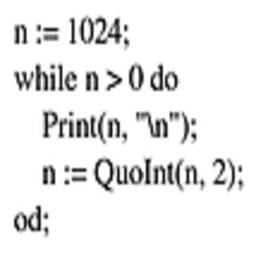 n := 1024;
while n > 0 do
Print(n, "\n");
n := QuoInt(n, 2);
od;